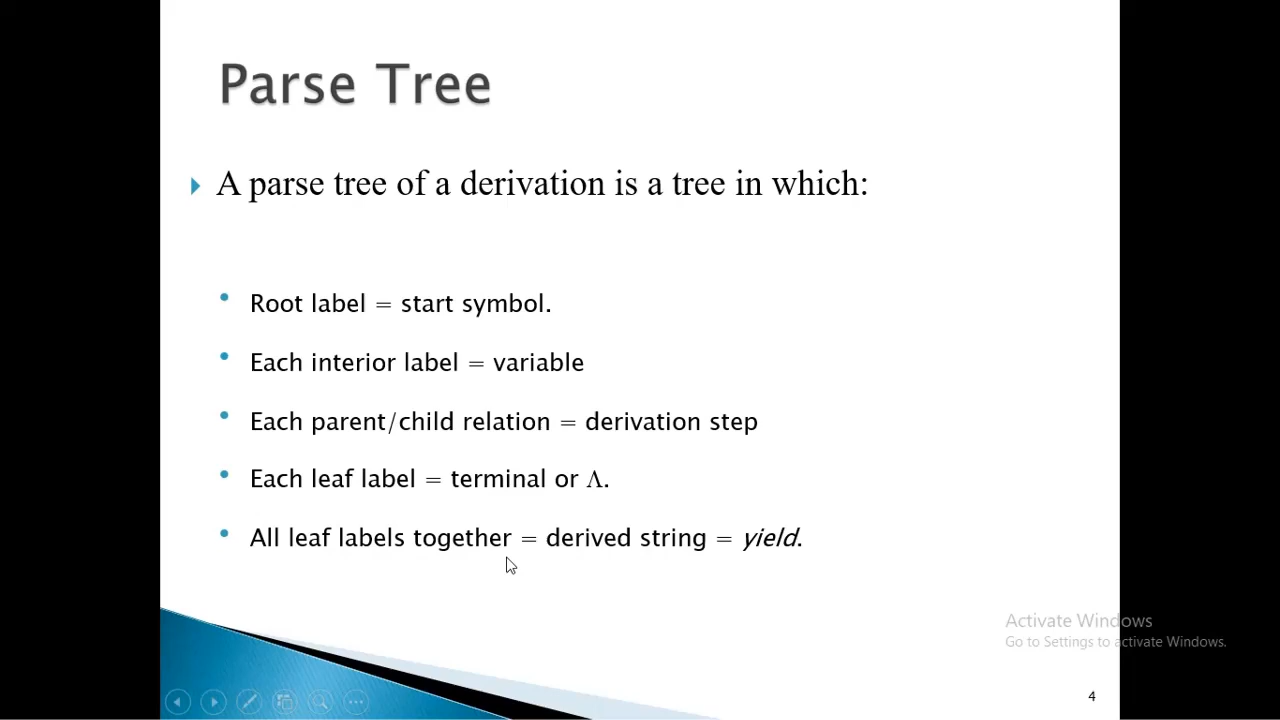 Parse Tree
A parse tree of a derivation is a tree in which:
Root label = start symbol.
Each interior label = variable
Each parent/child relation = derivation step
Each leaf label = terminal or Λ.
All leaf labels together = derived string = yield.
Activate Windows
Go to Settings to activate Windows.
4